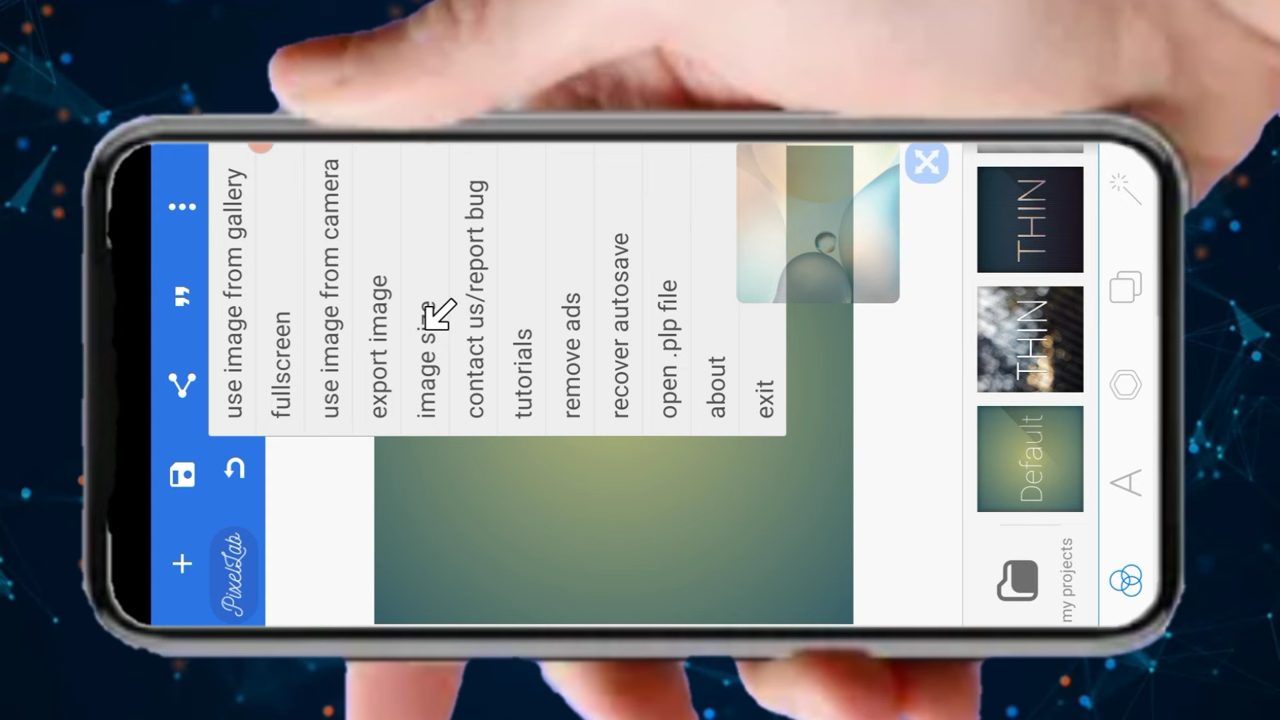 PixelLab
use image from gallery
fullscreen
use image from camera
export image
image size
contact us/report bug
tutorials
remove ads
recover autosave
open .plp file
about
exit
my projects
Default
THIN
THIN
A